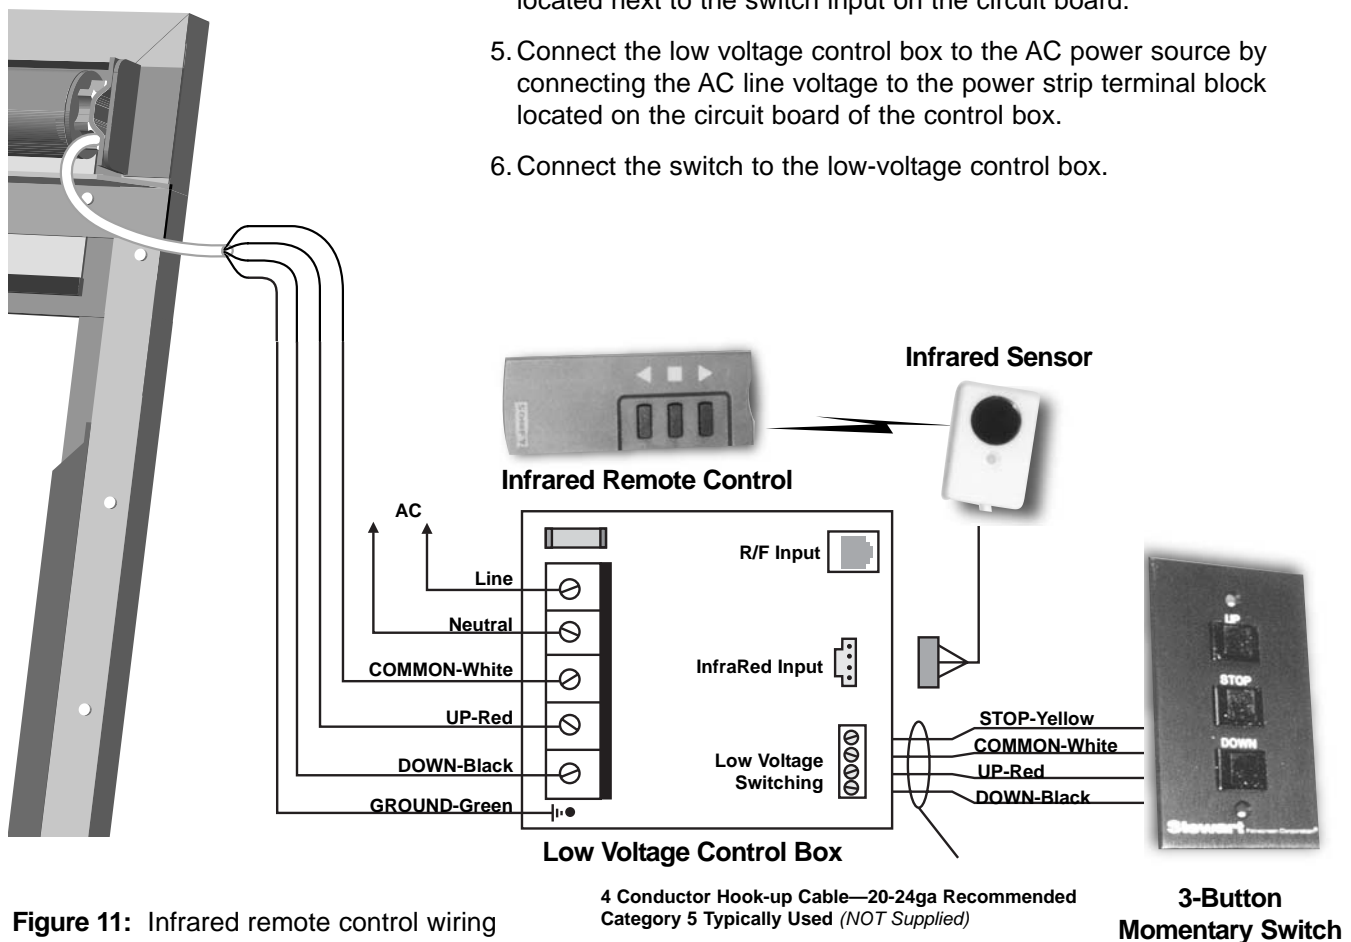 located next to the switch input on the circuit board.
5. Connect the low voltage control box to the AC power source by
connecting the AC line voltage to the power strip terminal block
located on the circuit board of the control box.
6. Connect the switch to the low-voltage control box.
Infrared Sensor
SOMFY
Infrared Remote Control
AC
Line
Neutral
COMMON-White
UP-Red
DOWN-Black
GROUND-Green
R/F Input
InfraRed Input
Low Voltage
Switching
STOP-Yellow
COMMON-White
UP-Red
DOWN-Black
UP
STOP
DOWN
Stewart
Low Voltage Control Box
4 Conductor Hook-up Cable—20-24ga Recommended
Category 5 Typically Used (NOT Supplied)
3-Button
Momentary Switch
Figure 11: Infrared remote control wiring